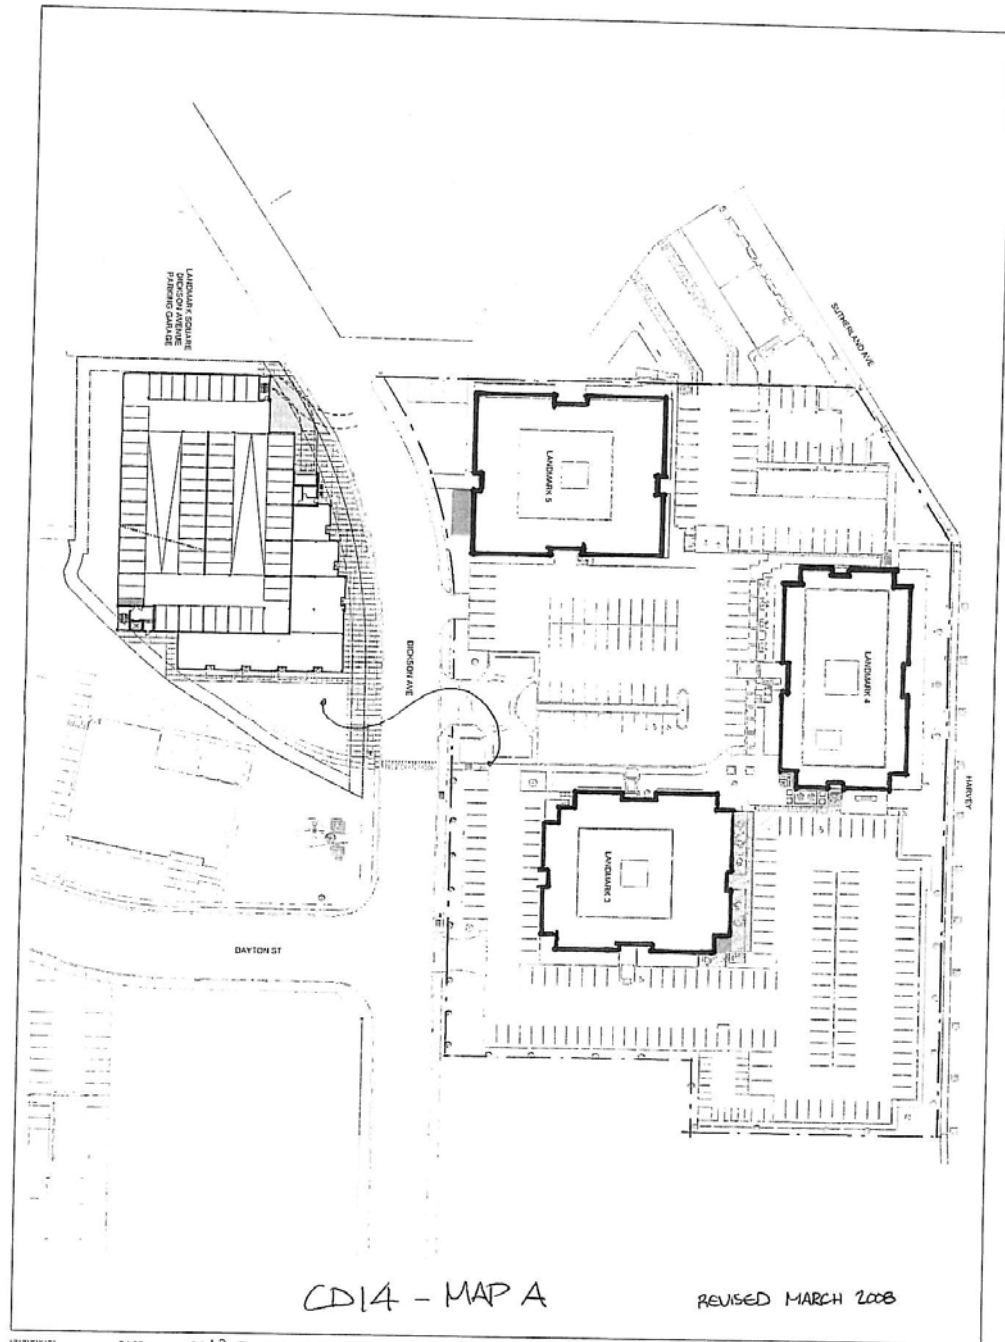 LANDMARK SQUARE
DICKSON AVENUE
PARKING GARAGE
SUTHERLAND AVE
LANDMARK 5
LANDMARK 4
DICKSON AVE
HARVEY
LANDMARK 3
DAYTON ST
CD14 - MAP A
REVISED MARCH 2008